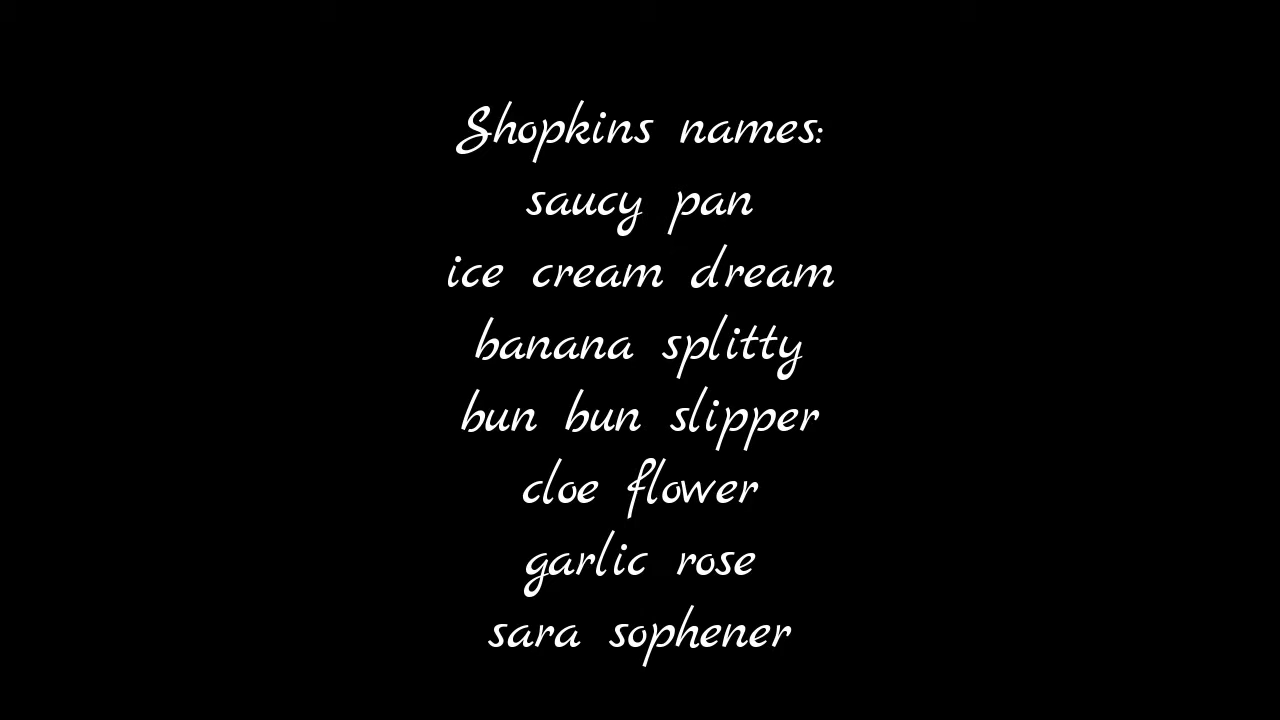 Shopkins names:
saucy pan
ice cream dream
banana splitty
bun bun slipper
cloe flower
garlic rose
sara sophener